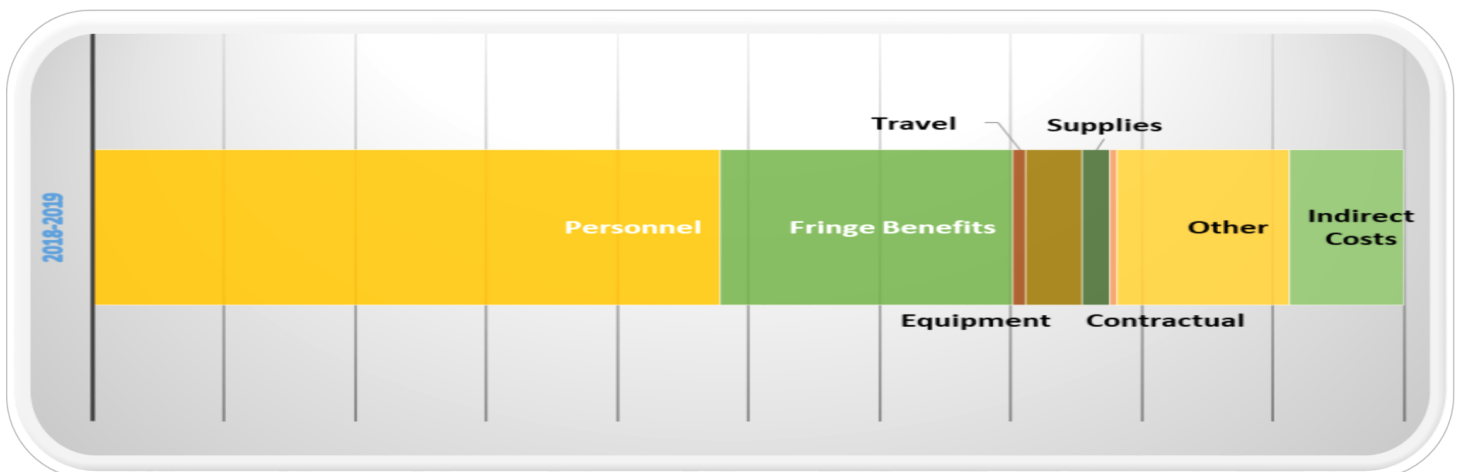 Travel
Supplies
2018-2019
Personnel
Fringe Benefits
Other
Indirect
Costs
Equipment
Contractual